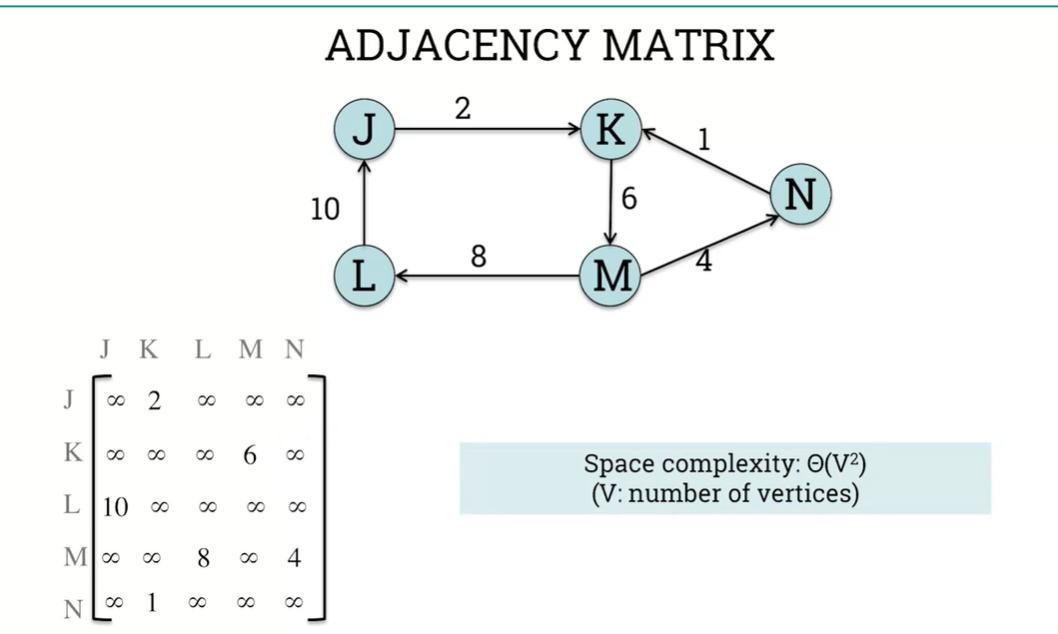 ADJACENCY MATRIX
2
J
K
1
N
10
6
8
L
M
4
J K L M N
J ∞ 2 ∞ ∞ ∞
K ∞ ∞ ∞ 6 ∞
L 10 ∞ ∞ ∞ ∞
M ∞ ∞ 8 ∞ 4
N ∞ 1 ∞ ∞ ∞
Space complexity: Θ(V²)
(V: number of vertices)